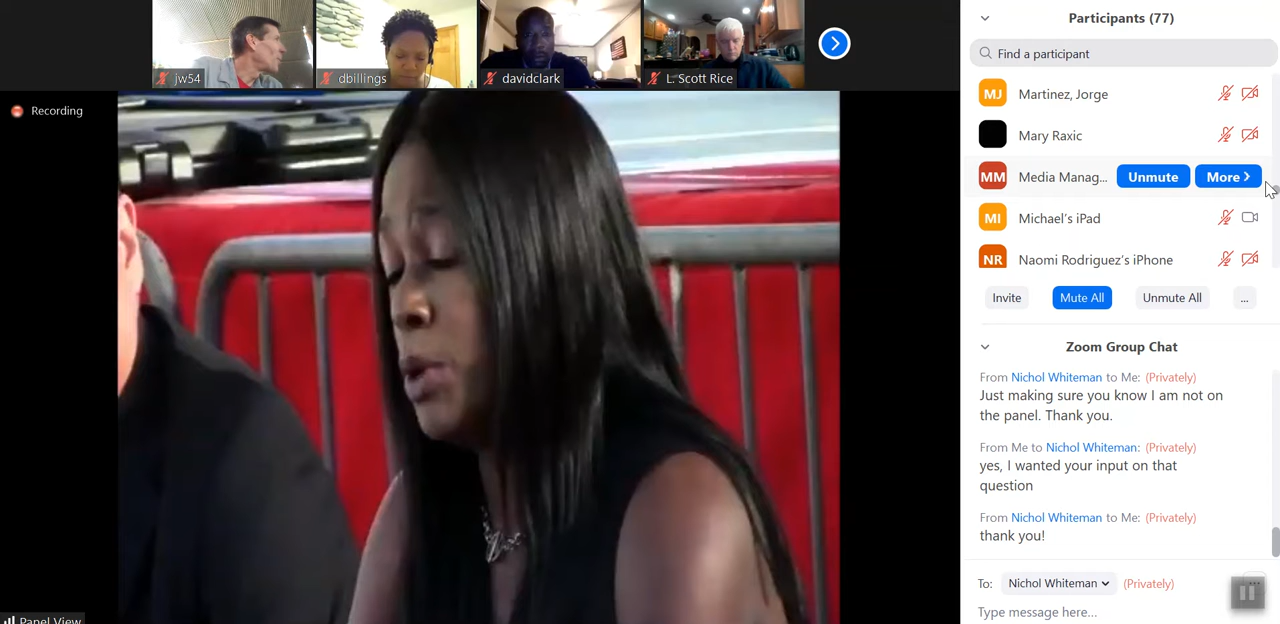 jw54
dbillings
davidclark
L. Scott Rice
Recording
Panel View
Participants (77)
Find a participant
MJ Martinez, Jorge
Mary Raxic
MM Media Manag... Unmute More
MI Michael's iPad
NR Naomi Rodriguez's iPhone
Invite Mute All Unmute All ...
Zoom Group Chat
From Nichol Whiteman to Me: (Privately)
Just making sure you know I am not on
the panel. Thank you.
From Me to Nichol Whiteman: (Privately)
yes, I wanted your input on that
question
From Nichol Whiteman to Me: (Privately)
thank you!
To: Nichol Whiteman (Privately)
Type message here...